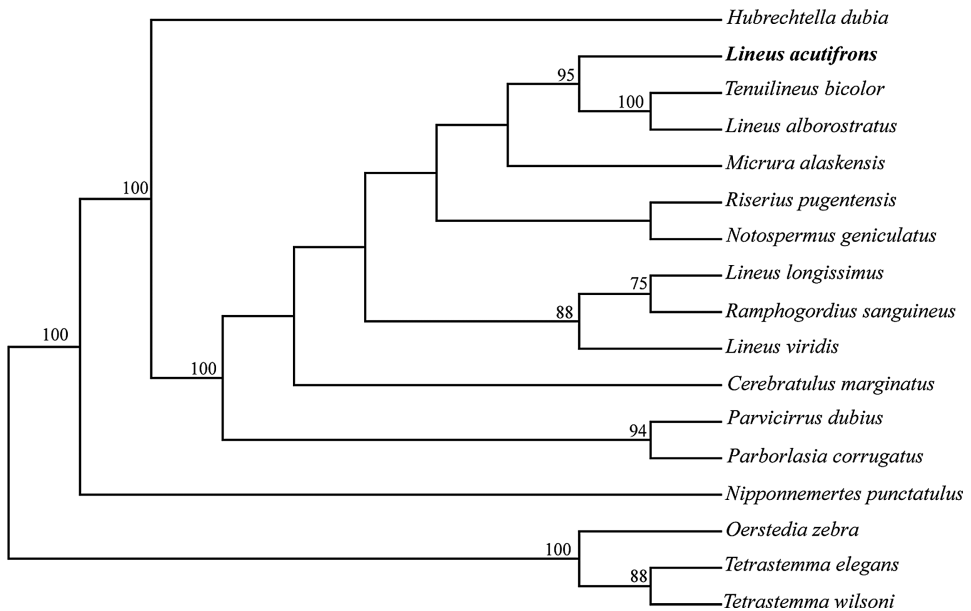 Hubrechtella dubia
Lineus acutifrons
95
Tenuilineus bicolor
100
Lineus alborostratus
Micrura alaskensis
100
Riserius pugentensis
Notospermus geniculatus
Lineus longissimus
75
Ramphogordius sanguineus
88
Lineus viridis
100
100
Cerebratulus marginatus
Parvicirrus dubius
94
Parborlasia corrugatus
Nipponnemertes punctatulus
Oerstedia zebra
100
Tetrastemma elegans
88
Tetrastemma wilsoni